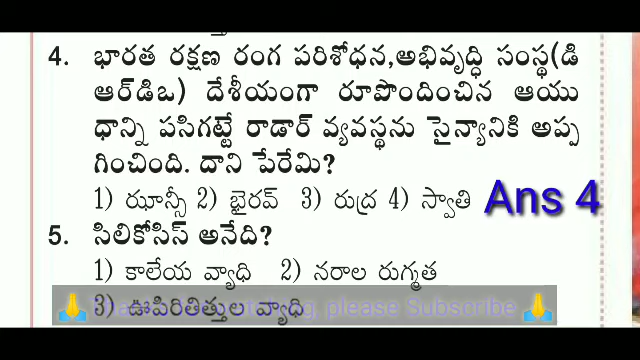 4. భారత రక్షణ రంగ పరిశోధన,అభివృద్ధి సంస్థ(డి
ఆర్‌డిఒ) దేశీయంగా రూపొందించిన ఆయు
ధాన్ని పసిగట్టే రాడార్ వ్యవస్థను సైన్యానికి అప్ప
గించింది. దాని పేరేమి?
1) ఝాన్సీ 2) భైరవ్ 3) రుద్ర 4) స్వాతి Ans 4
5. సిలికోసిస్ అనేది?
1) కాలేయ వ్యాధి 2) నరాల రుగ్మత
3) ఊపిరితిత్తుల వ్యాధి
please Subscribe